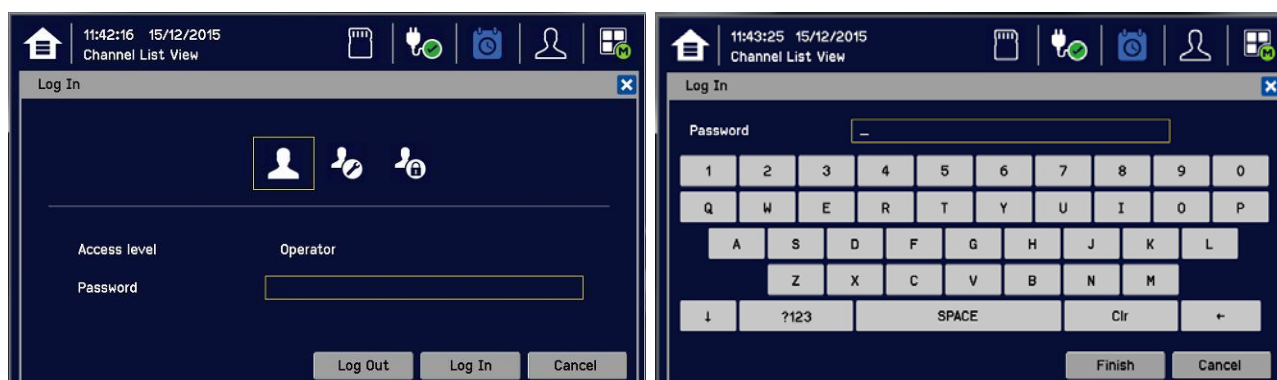 11:42:16 15/12/2015
Channel List View
M
Log In
Access level Operator
Password
Log Out Log In Cancel
11:43:25 15/12/2015
Channel List View
M
Log In
Password _
1 2 3 4 5 6 7 8 9 0
Q W E R T Y U I O P
A S D F G H J K L
Z X C V B N M
↓ ?123 SPACE Clr ←
Finish Cancel